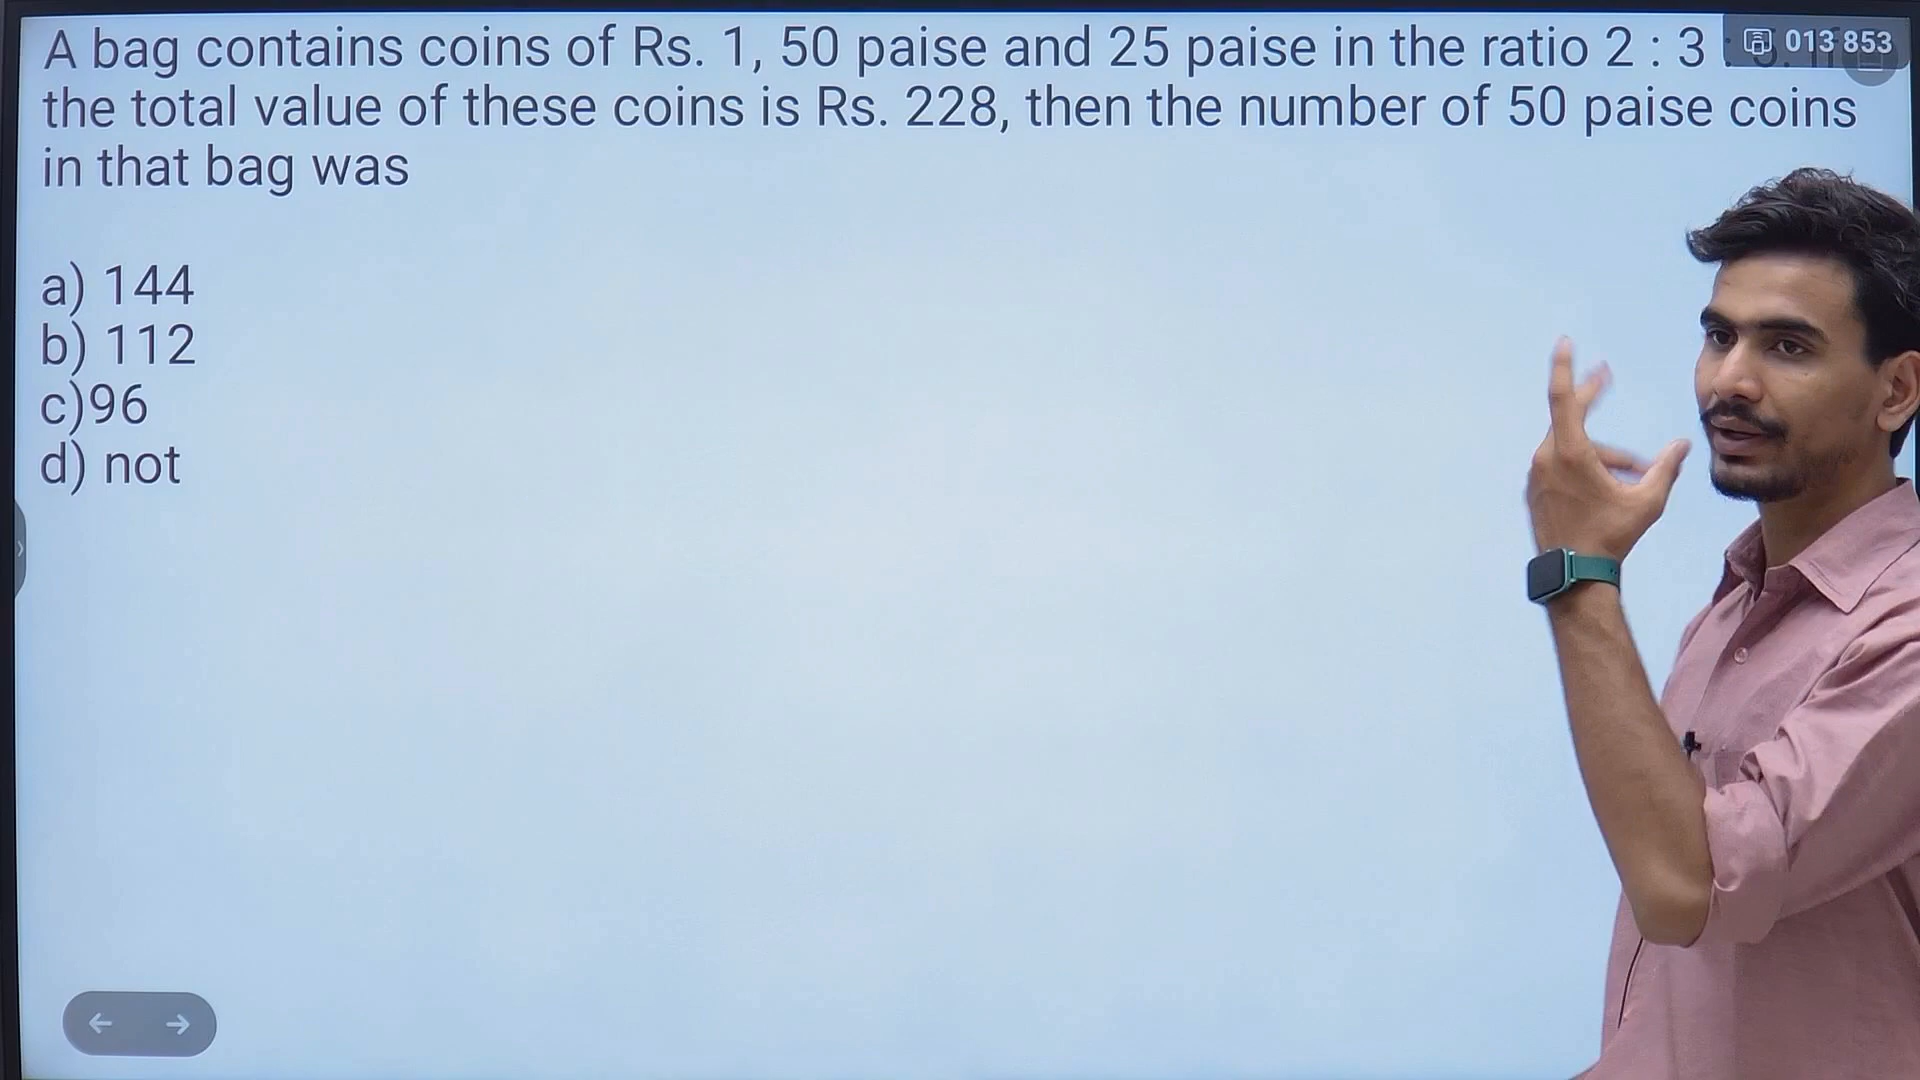 A bag contains coins of Rs. 1, 50 paise and 25 paise in the ratio 2 : 3 :
013 853
the total value of these coins is Rs. 228, then the number of 50 paise coins
in that bag was
a) 144
b) 112
c)96
d) not